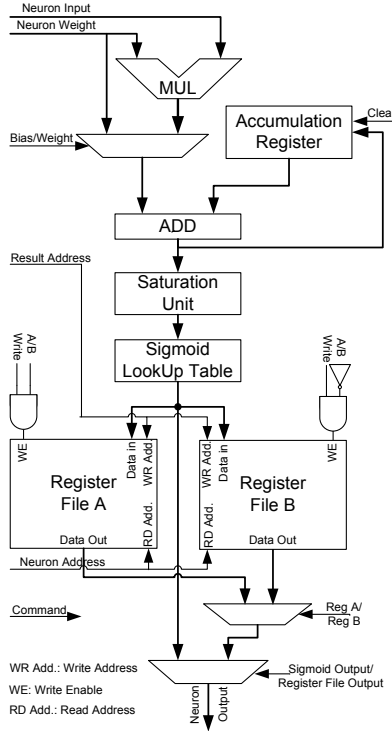 Neuron Input
Neuron Weight
MUL
Bias/Weight
Accumulation
Register
Clea
ADD
Result Address
Saturation
Unit
Sigmoid
LookUp Table
Write
A/B
Write
A/B
WE
Data in
WR Add.
WR Add.
Data in
WE
Register
File A
Register
File B
RD Add.
RD Add.
Data Out
Data Out
Neuron Address
Command
Reg A/
Reg B
WR Add.: Write Address
WE: Write Enable
RD Add.: Read Address
Sigmoid Output/
Register File Output
Neuron
Output